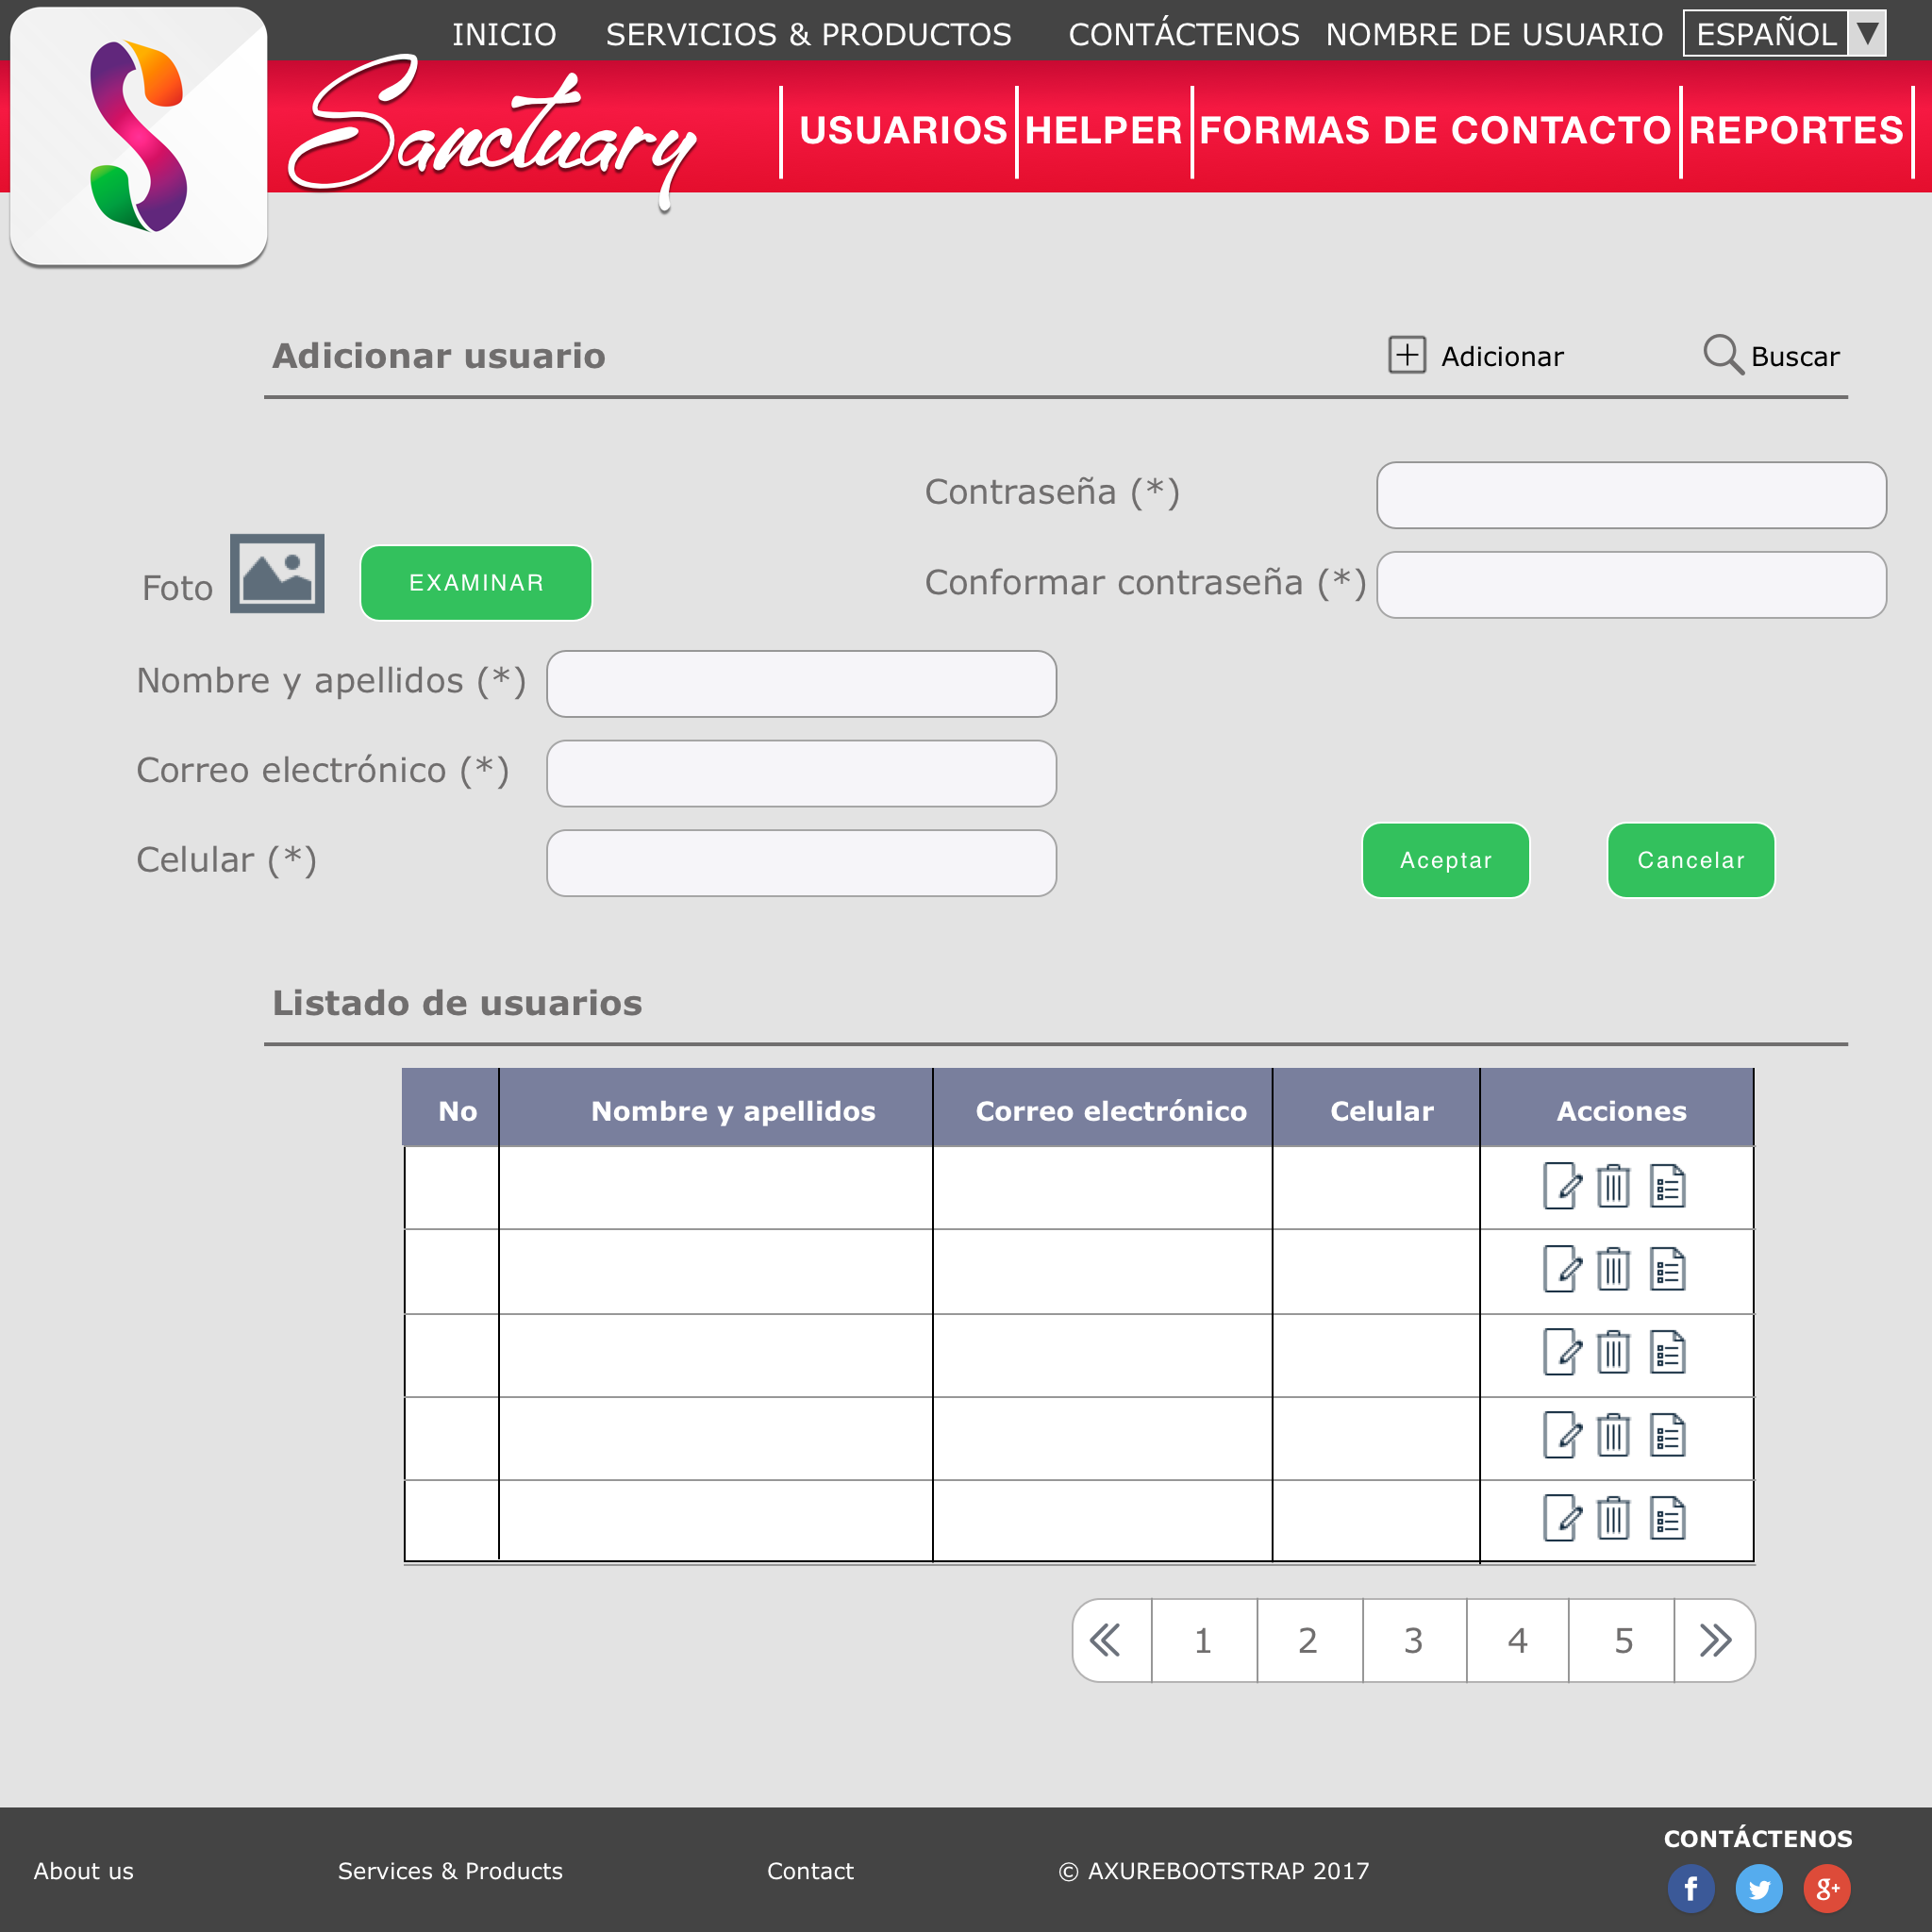 INICIO SERVICIOS & PRODUCTOS CONTÁCTENOS NOMBRE DE USUARIO ESPAÑOL
Sanctuary
USUARIOS HELPER FORMAS DE CONTACTO REPORTES
Adicionar usuario Adicionar Buscar
Contraseña (*)
Foto EXAMINAR Conformar contraseña (*)
Nombre y apellidos (*)
Correo electrónico (*)
Celular (*) Aceptar Cancelar
Listado de usuarios
No Nombre y apellidos Correo electrónico Celular Acciones
1 2 3 4 5
CONTÁCTENOS
About us Services & Products Contact © AXUREBOOTSTRAP 2017